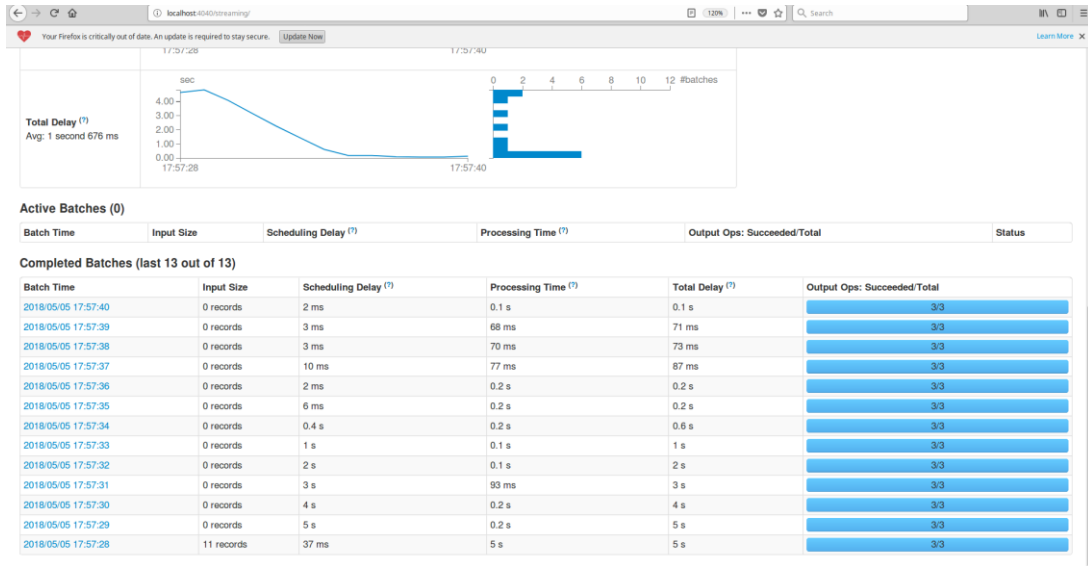 localhost:4040/streaming/ 120% Search
Your Firefox is critically out of date. An update is required to stay secure. Update Now Learn More X
17:57:28 17:57:40
sec 0 2 4 6 8 10 12 #batches
4.00
3.00
Total Delay (?)
2.00
Avg: 1 second 676 ms
1.00
0.00
17:57:28 17:57:40
Active Batches (0)
Batch Time Input Size Scheduling Delay (?) Processing Time (?) Output Ops: Succeeded/Total Status
Completed Batches (last 13 out of 13)
Batch Time Input Size Scheduling Delay (?) Processing Time (?) Total Delay (?) Output Ops: Succeeded/Total
2018/05/05 17:57:40 0 records 2 ms 0.1 s 0.1 s 3/3
2018/05/05 17:57:39 0 records 3 ms 68 ms 71 ms 3/3
2018/05/05 17:57:38 0 records 3 ms 70 ms 73 ms 3/3
2018/05/05 17:57:37 0 records 10 ms 77 ms 87 ms 3/3
2018/05/05 17:57:36 0 records 2 ms 0.2 s 0.2 s 3/3
2018/05/05 17:57:35 0 records 6 ms 0.2 s 0.2 s 3/3
2018/05/05 17:57:34 0 records 0.4 s 0.2 s 0.6 s 3/3
2018/05/05 17:57:33 0 records 1 s 0.1 s 1 s 3/3
2018/05/05 17:57:32 0 records 2 s 0.1 s 2 s 3/3
2018/05/05 17:57:31 0 records 3 s 93 ms 3 s 3/3
2018/05/05 17:57:30 0 records 4 s 0.2 s 4 s 3/3
2018/05/05 17:57:29 0 records 5 s 0.2 s 5 s 3/3
2018/05/05 17:57:28 11 records 37 ms 5 s 5 s 3/3